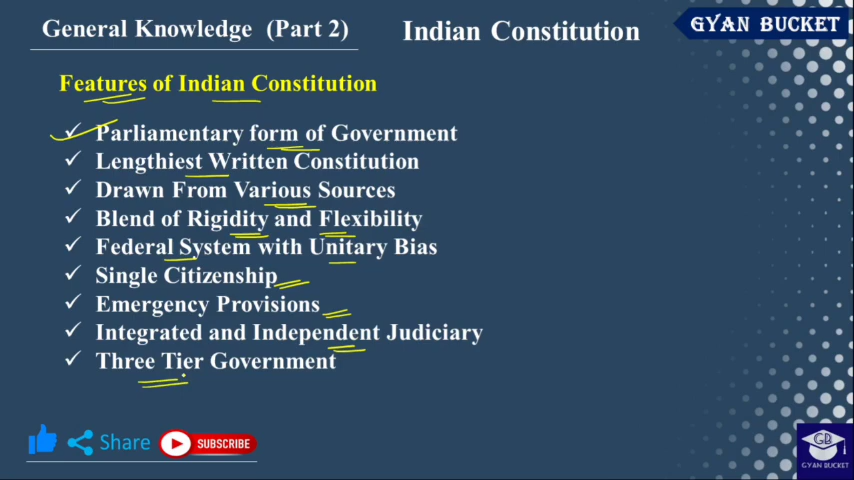 General Knowledge (Part 2)
Indian Constitution
GYAN BUCKET
Features of Indian Constitution
Parliamentary form of Government
Lengthiest Written Constitution
Drawn From Various Sources
Blend of Rigidity and Flexibility
Federal System with Unitary Bias
Single Citizenship
Emergency Provisions
Integrated and Independent Judiciary
Three Tier Government
Share
SUBSCRIBE
GB
GYAN BUCKET